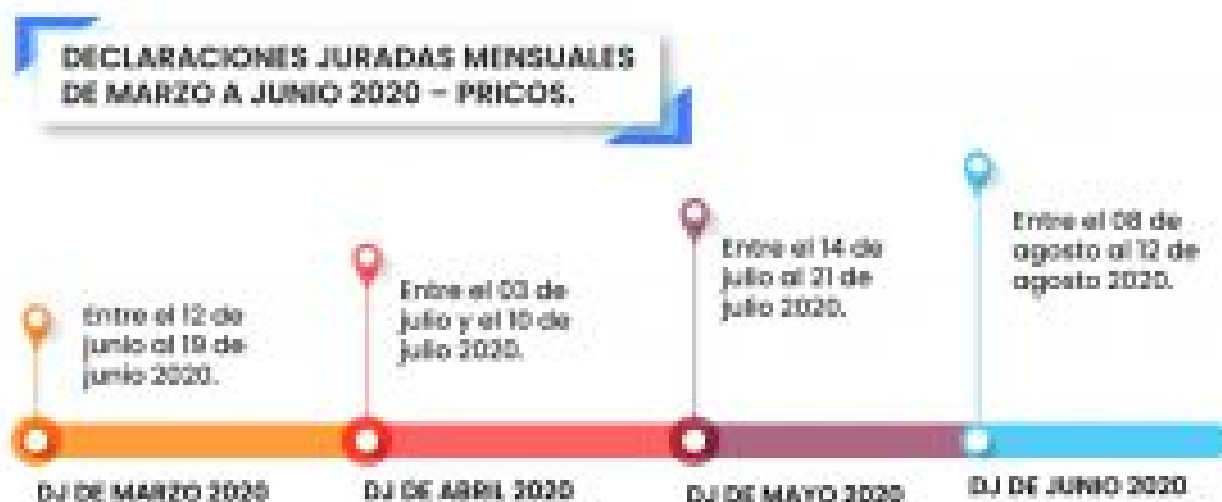 DECLARACIONES JURADAS MENSUALES
DE MARZO A JUNIO 2020 – PRICOS.
Entre el 12 de
junio al 19 de
junio 2020.
Entre el 03 de
julio y el 10 de
julio 2020.
Entre el 14 de
julio al 21 de
julio 2020.
Entre el 08 de
agosto al 12 de
agosto 2020.
DJ DE MARZO 2020
DJ DE ABRIL 2020
DJ DE MAYO 2020
DJ DE JUNIO 2020